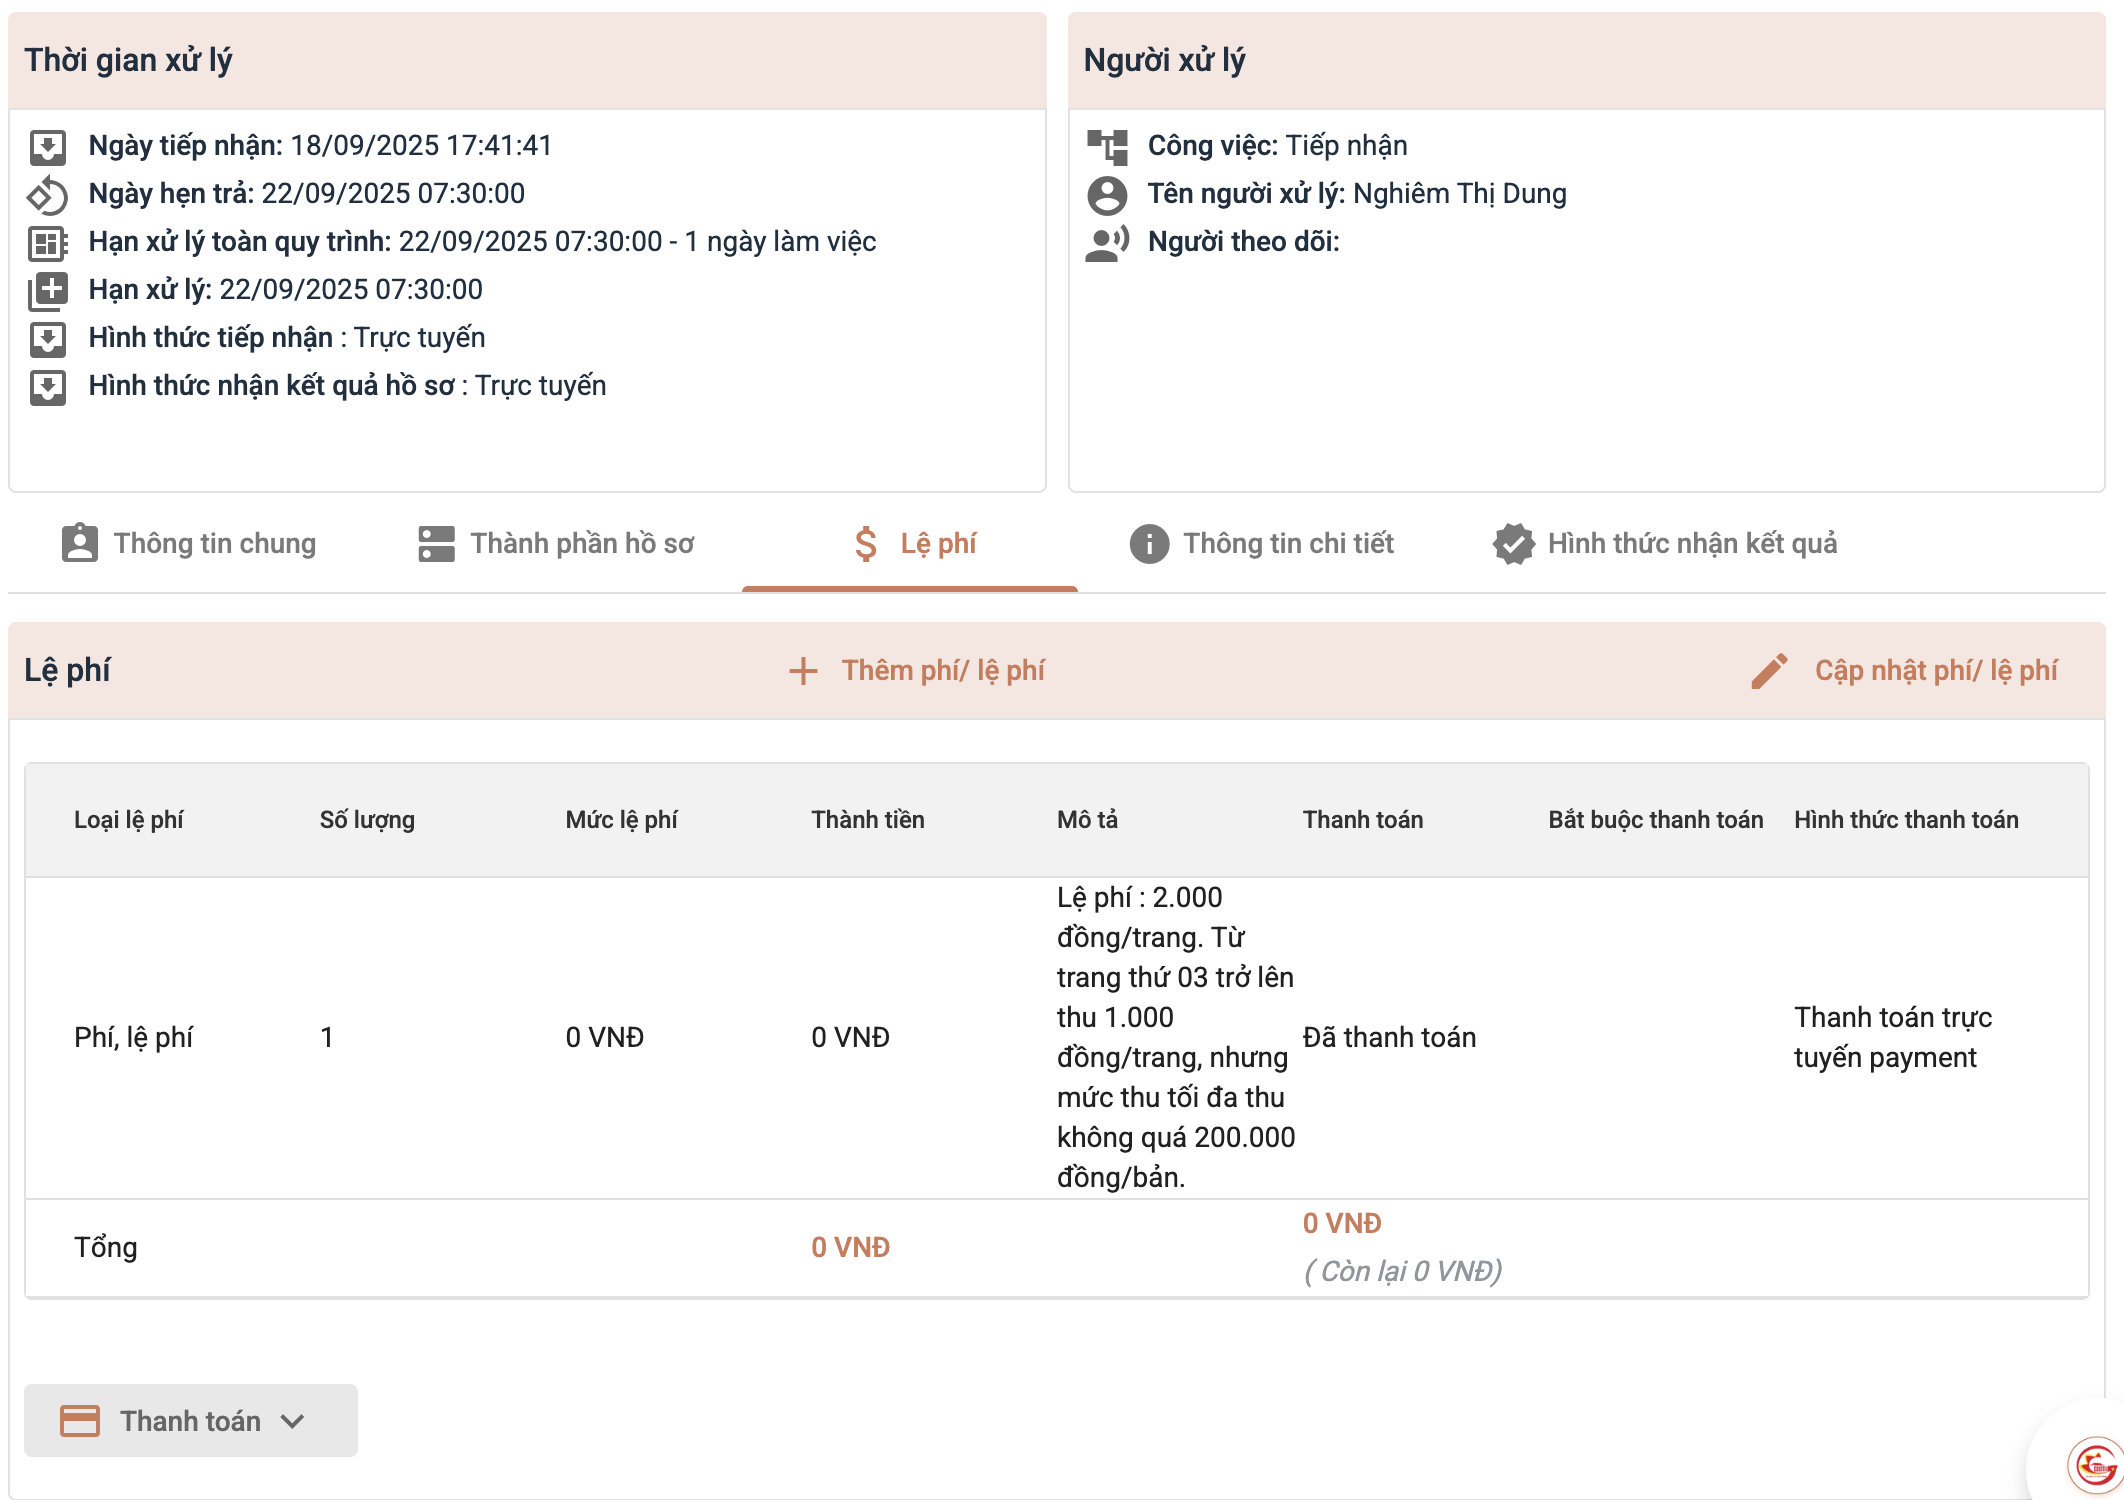 Thời gian xử lý
Ngày tiếp nhận: 18/09/2025 17:41:41
Ngày hẹn trả: 22/09/2025 07:30:00
Hạn xử lý toàn quy trình: 22/09/2025 07:30:00 - 1 ngày làm việc
Hạn xử lý: 22/09/2025 07:30:00
Hình thức tiếp nhận : Trực tuyến
Hình thức nhận kết quả hồ sơ : Trực tuyến
Người xử lý
Công việc: Tiếp nhận
Tên người xử lý: Nghiêm Thị Dung
Người theo dõi:
Thông tin chung
Thành phần hồ sơ
Lệ phí
Thông tin chi tiết
Hình thức nhận kết quả
Lệ phí
Thêm phí/ lệ phí
Cập nhật phí/ lệ phí
Loại lệ phí
Số lượng
Mức lệ phí
Thành tiền
Mô tả
Thanh toán
Bắt buộc thanh toán
Hình thức thanh toán
Phí, lệ phí
1
0 VNĐ
0 VNĐ
Lệ phí : 2.000
đồng/trang. Từ
trang thứ 03 trở lên
thu 1.000
đồng/trang, nhưng
mức thu tối đa thu
không quá 200.000
đồng/bản.
Đã thanh toán
Thanh toán trực
tuyến payment
Tổng
0 VNĐ
0 VNĐ
( Còn lại 0 VNĐ)
Thanh toán